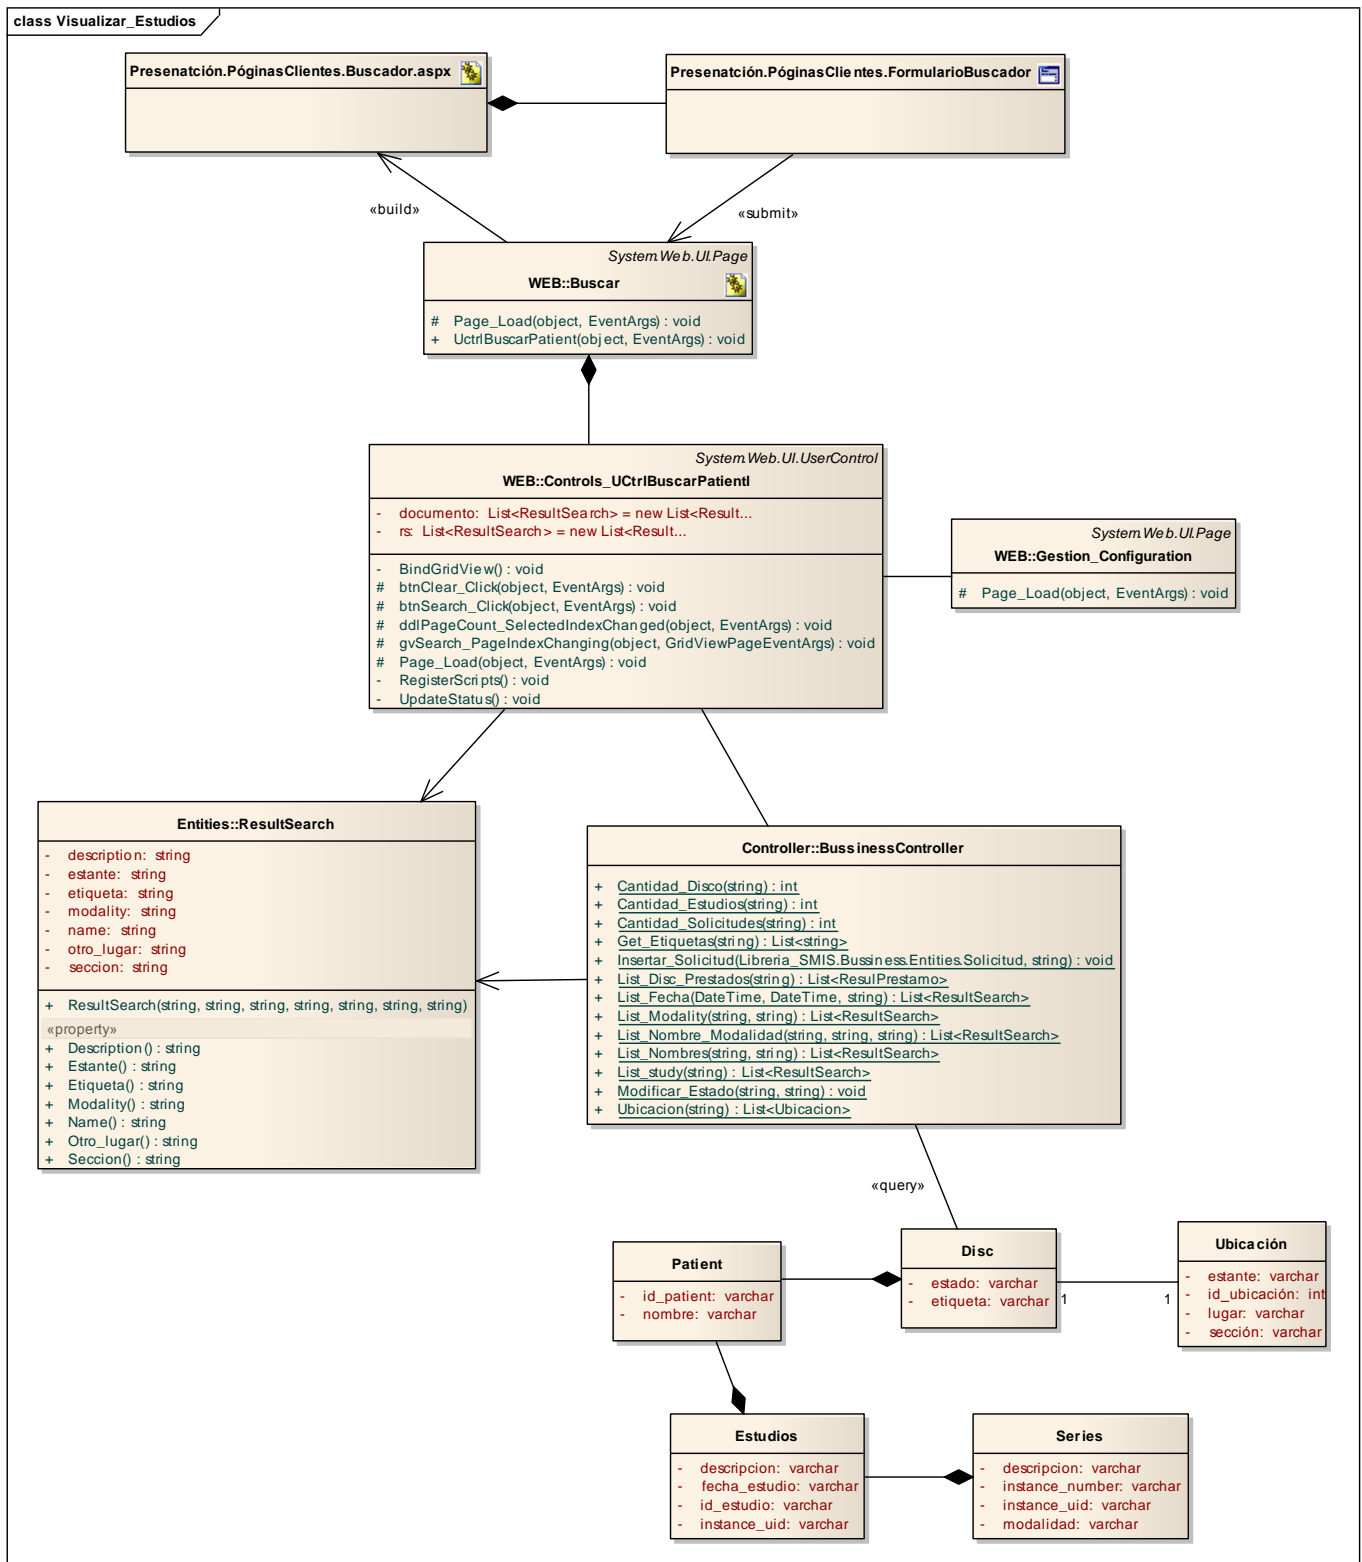 class Visualizar_Estudios
Presenatción.PóginasClientes.Buscador.aspx
Presenatción.PóginasClientes.FormularioBuscador
«build»
«submit»
System.Web.UI.Page
WEB::Buscar
# Page_Load(object, EventArgs) : void
+ UctrlBuscarPatient(object, EventArgs) : void
System.Web.UI.UserControl
WEB::Controls_UCtrlBuscarPatientl
- documento: List<ResultSearch> = new List<Result...
- rs: List<ResultSearch> = new List<Result...
- BindGridView() : void
# btnClear_Click(object, EventArgs) : void
# btnSearch_Click(object, EventArgs) : void
# ddlPageCount_SelectedIndexChanged(object, EventArgs) : void
# gvSearch_PageIndexChanging(object, GridViewPageEventArgs) : void
# Page_Load(object, EventArgs) : void
- RegisterScripts() : void
- UpdateStatus() : void
System.Web.UI.Page
WEB::Gestion_Configuration
# Page_Load(object, EventArgs) : void
Entities::ResultSearch
- description: string
- estante: string
- etiqueta: string
- modality: string
- name: string
- otro_lugar: string
- seccion: string
+ ResultSearch(string, string, string, string, string, string, string)
«property»
+ Description() : string
+ Estante() : string
+ Etiqueta() : string
+ Modality() : string
+ Name() : string
+ Otro_lugar() : string
+ Seccion() : string
Controller::BussinessController
+ Cantidad_Disco(string) : int
+ Cantidad_Estudios(string) : int
+ Cantidad_Solicitudes(string) : int
+ Get_Etiquetas(string) : List<string>
+ Insertar_Solicitud(Libreria_SMIS.Bussiness.Entities.Solicitud, string) : void
+ List_Disc_Prestados(string) : List<ResulPrestamo>
+ List_Fecha(DateTime, DateTime, string) : List<ResultSearch>
+ List_Modality(string, string) : List<ResultSearch>
+ List_Nombre_Modalidad(string, string, string) : List<ResultSearch>
+ List_Nombres(string, string) : List<ResultSearch>
+ List_study(string) : List<ResultSearch>
+ Modificar_Estado(string, string) : void
+ Ubicacion(string) : List<Ubicacion>
«query»
Patient
- id_patient: varchar
- nombre: varchar
Disc
- estado: varchar
- etiqueta: varchar
1
1
Ubicación
- estante: varchar
- id_ubicación: int
- lugar: varchar
- sección: varchar
Estudios
- descripcion: varchar
- fecha_estudio: varchar
- id_estudio: varchar
- instance_uid: varchar
Series
- descripcion: varchar
- instance_number: varchar
- instance_uid: varchar
- modalidad: varchar